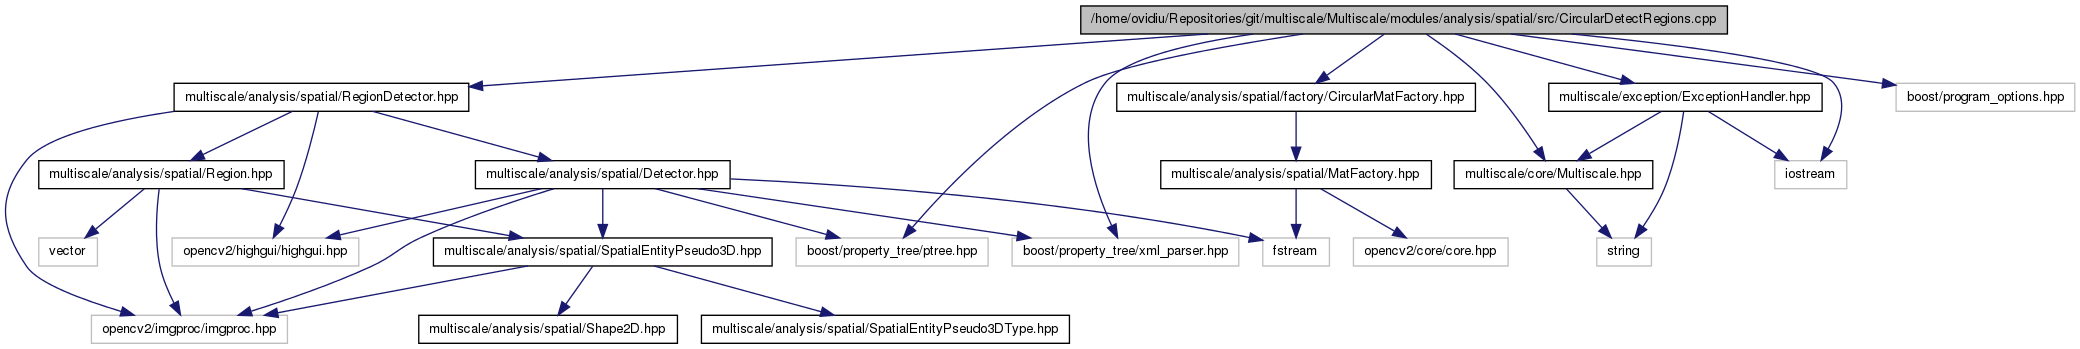 /home/ovidiu/Repositories/git/multiscale/Multiscale/modules/analysis/spatial/src/CircularDetectRegions.cpp
multiscale/analysis/spatial/RegionDetector.hpp
multiscale/analysis/spatial/factory/CircularMatFactory.hpp
multiscale/exception/ExceptionHandler.hpp
boost/program_options.hpp
multiscale/analysis/spatial/Region.hpp
multiscale/analysis/spatial/Detector.hpp
multiscale/analysis/spatial/MatFactory.hpp
multiscale/core/Multiscale.hpp
iostream
vector
opencv2/highgui/highgui.hpp
multiscale/analysis/spatial/SpatialEntityPseudo3D.hpp
boost/property_tree/ptree.hpp
boost/property_tree/xml_parser.hpp
fstream
opencv2/core/core.hpp
string
opencv2/imgproc/imgproc.hpp
multiscale/analysis/spatial/Shape2D.hpp
multiscale/analysis/spatial/SpatialEntityPseudo3DType.hpp